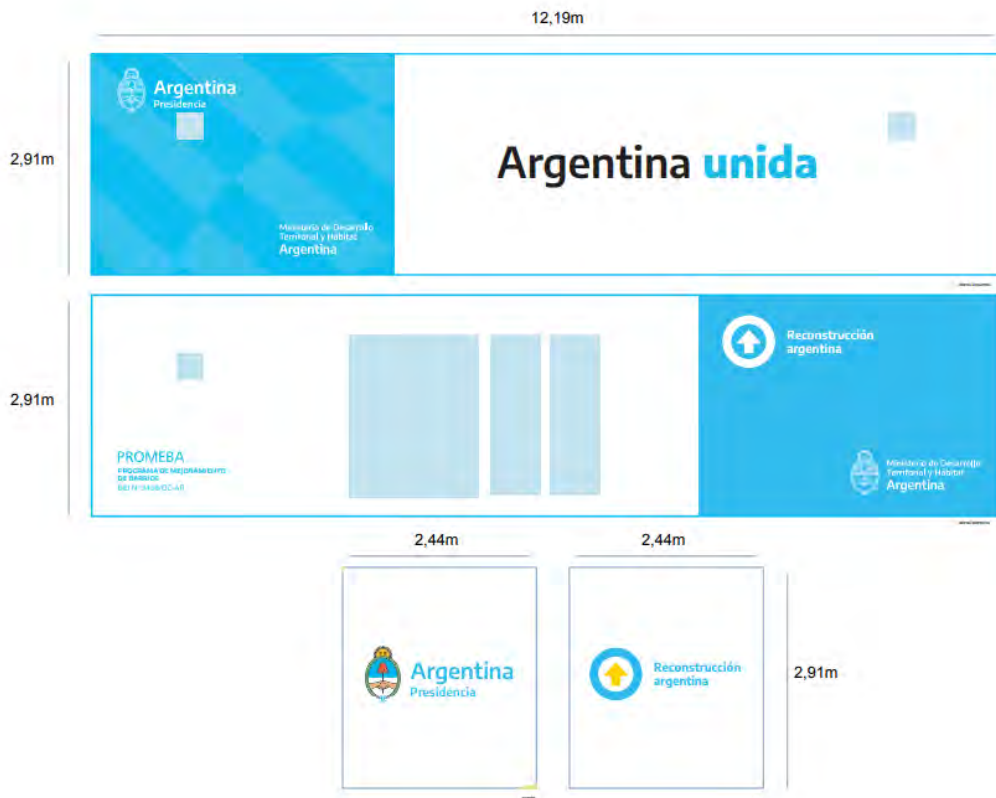 12,19m
2,91m
Argentina
Presidencia
Argentina unida
Ministerio de Desarrollo
Territorial y Hábitat
Argentina
2,91m
Reconstrucción
argentina
PROMEBA
PROGRAMA DE MEJORAMIENTO
DE BARRIOS
Ministerio de Desarrollo
Territorial y Hábitat
Argentina
2,44m
2,44m
Argentina
Presidencia
Reconstrucción
argentina
2,91m